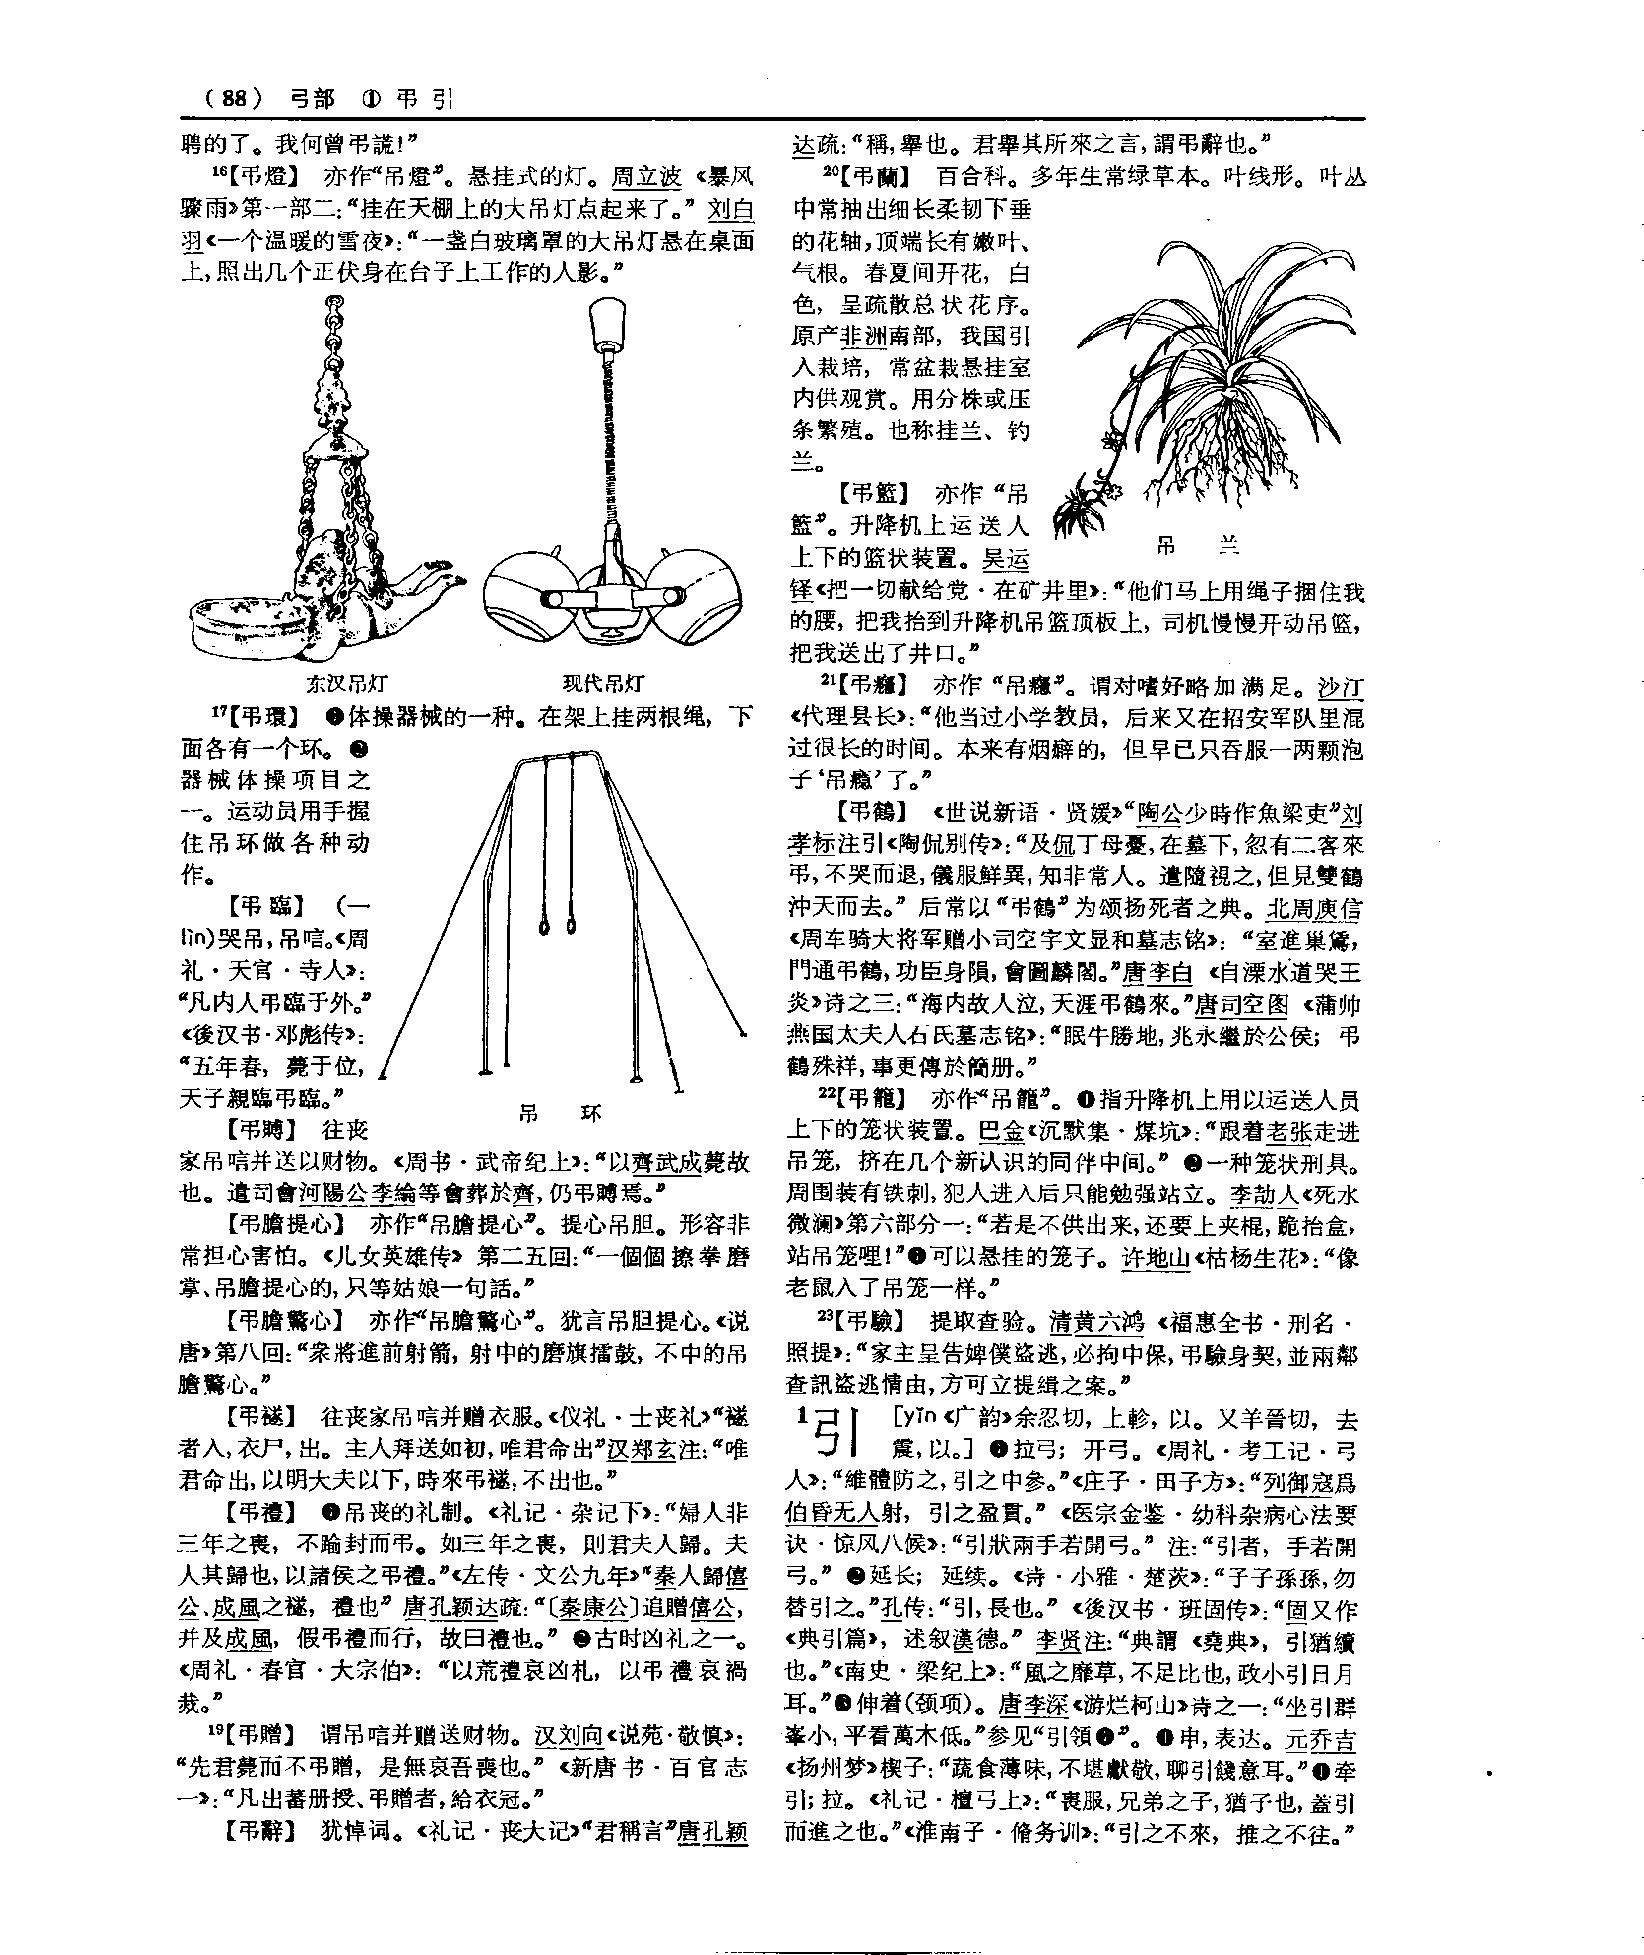 （88） 弓部 ① 弔 引
聘的了。我何曾弔謊！”
16【弔燈】 亦作“吊燈”。悬挂式的灯。周立波《暴风
骤雨》第一部二：“挂在天棚上的大吊灯点起来了。”刘白
羽《一个温暖的雪夜》：“一盏白玻璃罩的大吊灯悬在桌面
上，照出几个正伏身在台子上工作的人影。”
东汉吊灯 现代吊灯
17【弔環】 ❶体操器械的一种。在架上挂两根绳，下
面各有一个环。❷
器械体操项目之
一。运动员用手握
住吊环做各种动
作。
【弔臨】 （—
lìn）哭吊，吊唁。《周
礼·天官·寺人》：
“凡内人弔臨于外。”
《後汉书·邓彪传》：
“五年春，薨于位，
天子親臨弔臨。”
吊 环
【弔賻】 往丧
家吊唁并送以财物。《周书·武帝纪上》：“以齊武成薨故
也。遣司會河陽公李綸等會葬於齊，仍弔賻焉。”
【弔膽提心】 亦作“吊膽提心”。提心吊胆。形容非
常担心害怕。《儿女英雄传》第二五回：“一個個擦拳磨
掌、吊膽提心的，只等姑娘一句話。”
【弔膽驚心】 亦作“吊膽驚心”。犹言吊胆提心。《说
唐》第八回：“衆將進前射箭，射中的磨旗擂鼓，不中的吊
膽驚心。”
【弔襚】 往丧家吊唁并赠衣服。《仪礼·士丧礼》“襚
者入，衣尸，出。主人拜送如初，唯君命出”汉郑玄注：“唯
君命出，以明大夫以下，時來弔襚，不出也。”
【弔禮】 ❶吊丧的礼制。《礼记·杂记下》：“婦人非
三年之喪，不踰封而弔。如三年之喪，則君夫人歸。夫
人其歸也，以諸侯之弔禮。”《左传·文公九年》“秦人歸僖
公、成風之襚，禮也”唐孔颖达疏：“〔秦康公〕追贈僖公，
并及成風，假弔禮而行，故曰禮也。”❷古时凶礼之一。
《周礼·春官·大宗伯》：“以荒禮哀凶札，以弔禮哀禍
烖。”
19【弔贈】 谓吊唁并赠送财物。汉刘向《说苑·敬慎》：
“先君薨而不弔贈，是無哀吾喪也。”《新唐书·百官志
一》：“凡出蕃册授、弔贈者，給衣冠。”
【弔辭】 犹悼词。《礼记·丧大记》“君稱言”唐孔颖
达疏：“稱，舉也。君舉其所來之言，謂弔辭也。”
20【弔蘭】 百合科。多年生常绿草本。叶线形。叶丛
中常抽出细长柔韧下垂
的花轴，顶端长有嫩叶、
气根。春夏间开花，白
色，呈疏散总状花序。
原产非洲南部，我国引
入栽培，常盆栽悬挂室
内供观赏。用分株或压
条繁殖。也称挂兰、钓
兰。
吊 兰
【弔籃】 亦作“吊
籃”。升降机上运送人
上下的篮状装置。吴运
铎《把一切献给党·在矿井里》：“他们马上用绳子捆住我
的腰，把我抬到升降机吊篮顶板上，司机慢慢开动吊篮，
把我送出了井口。”
21【弔癮】 亦作“吊癮”。谓对嗜好略加满足。沙汀
《代理县长》：“他当过小学教员，后来又在招安军队里混
过很长的时间。本来有烟癖的，但早已只吞服一两颗泡
子‘吊瘾’了。”
【弔鶴】 《世说新语·贤媛》“陶公少時作魚梁吏”刘
孝标注引《陶侃别传》：“及侃丁母憂，在墓下，忽有二客來
弔，不哭而退，儀服鮮異，知非常人。遣隨視之，但見雙鶴
沖天而去。”后常以“弔鶴”为颂扬死者之典。北周庾信
《周车骑大将军赠小司空宇文显和墓志铭》：“室進巢鷰，
門通弔鶴，功臣身隕，會圖麟閣。”唐李白《自溧水道哭王
炎》诗之三：“海内故人泣，天涯弔鶴來。”唐司空图《蒲帅
燕国太夫人石氏墓志铭》：“眠牛勝地，兆永繼於公侯；弔
鶴殊祥，事更傳於簡册。”
22【弔籠】 亦作“吊籠”。❶指升降机上用以运送人员
上下的笼状装置。巴金《沉默集·煤坑》：“跟着老张走进
吊笼，挤在几个新认识的同伴中间。”❷一种笼状刑具。
周围装有铁刺，犯人进入后只能勉强站立。李劼人《死水
微澜》第六部分一：“若是不供出来，还要上夹棍，跪抬盒，
站吊笼哩！”❸可以悬挂的笼子。许地山《枯杨生花》：“像
老鼠入了吊笼一样。”
23【弔驗】 提取查验。清黄六鸿《福惠全书·刑名·
照提》：“家主呈告婢僕盜逃，必拘中保，弔驗身契，並兩鄰
查訊盜逃情由，方可立提缉之案。”
1引 ［yǐn《广韵》余忍切，上軫，以。又羊晉切，去
震，以。］❶拉弓；开弓。《周礼·考工记·弓
人》：“維體防之，引之中參。”《庄子·田子方》：“列御寇爲
伯昏无人射，引之盈貫。”《医宗金鉴·幼科杂病心法要
诀·惊风八候》：“引狀兩手若開弓。”注：“引者，手若開
弓。”❷延长；延续。《诗·小雅·楚茨》：“子子孫孫，勿
替引之。”孔传：“引，長也。”《後汉书·班固传》：“固又作
《典引篇》，述叙漢德。”李贤注：“典謂《堯典》，引猶續
也。”《南史·梁纪上》：“風之靡草，不足比也，政小引日月
耳。”❸伸着（颈项）。唐李深《游烂柯山》诗之一：“坐引群
峯小，平看萬木低。”参见“引領❶”。❹申，表达。元乔吉
《扬州梦》楔子：“蔬食薄味，不堪獻敬，聊引餞意耳。”❺牵
引；拉。《礼记·檀弓上》：“喪服，兄弟之子，猶子也，蓋引
而進之也。”《淮南子·脩务训》：“引之不來，推之不往。”